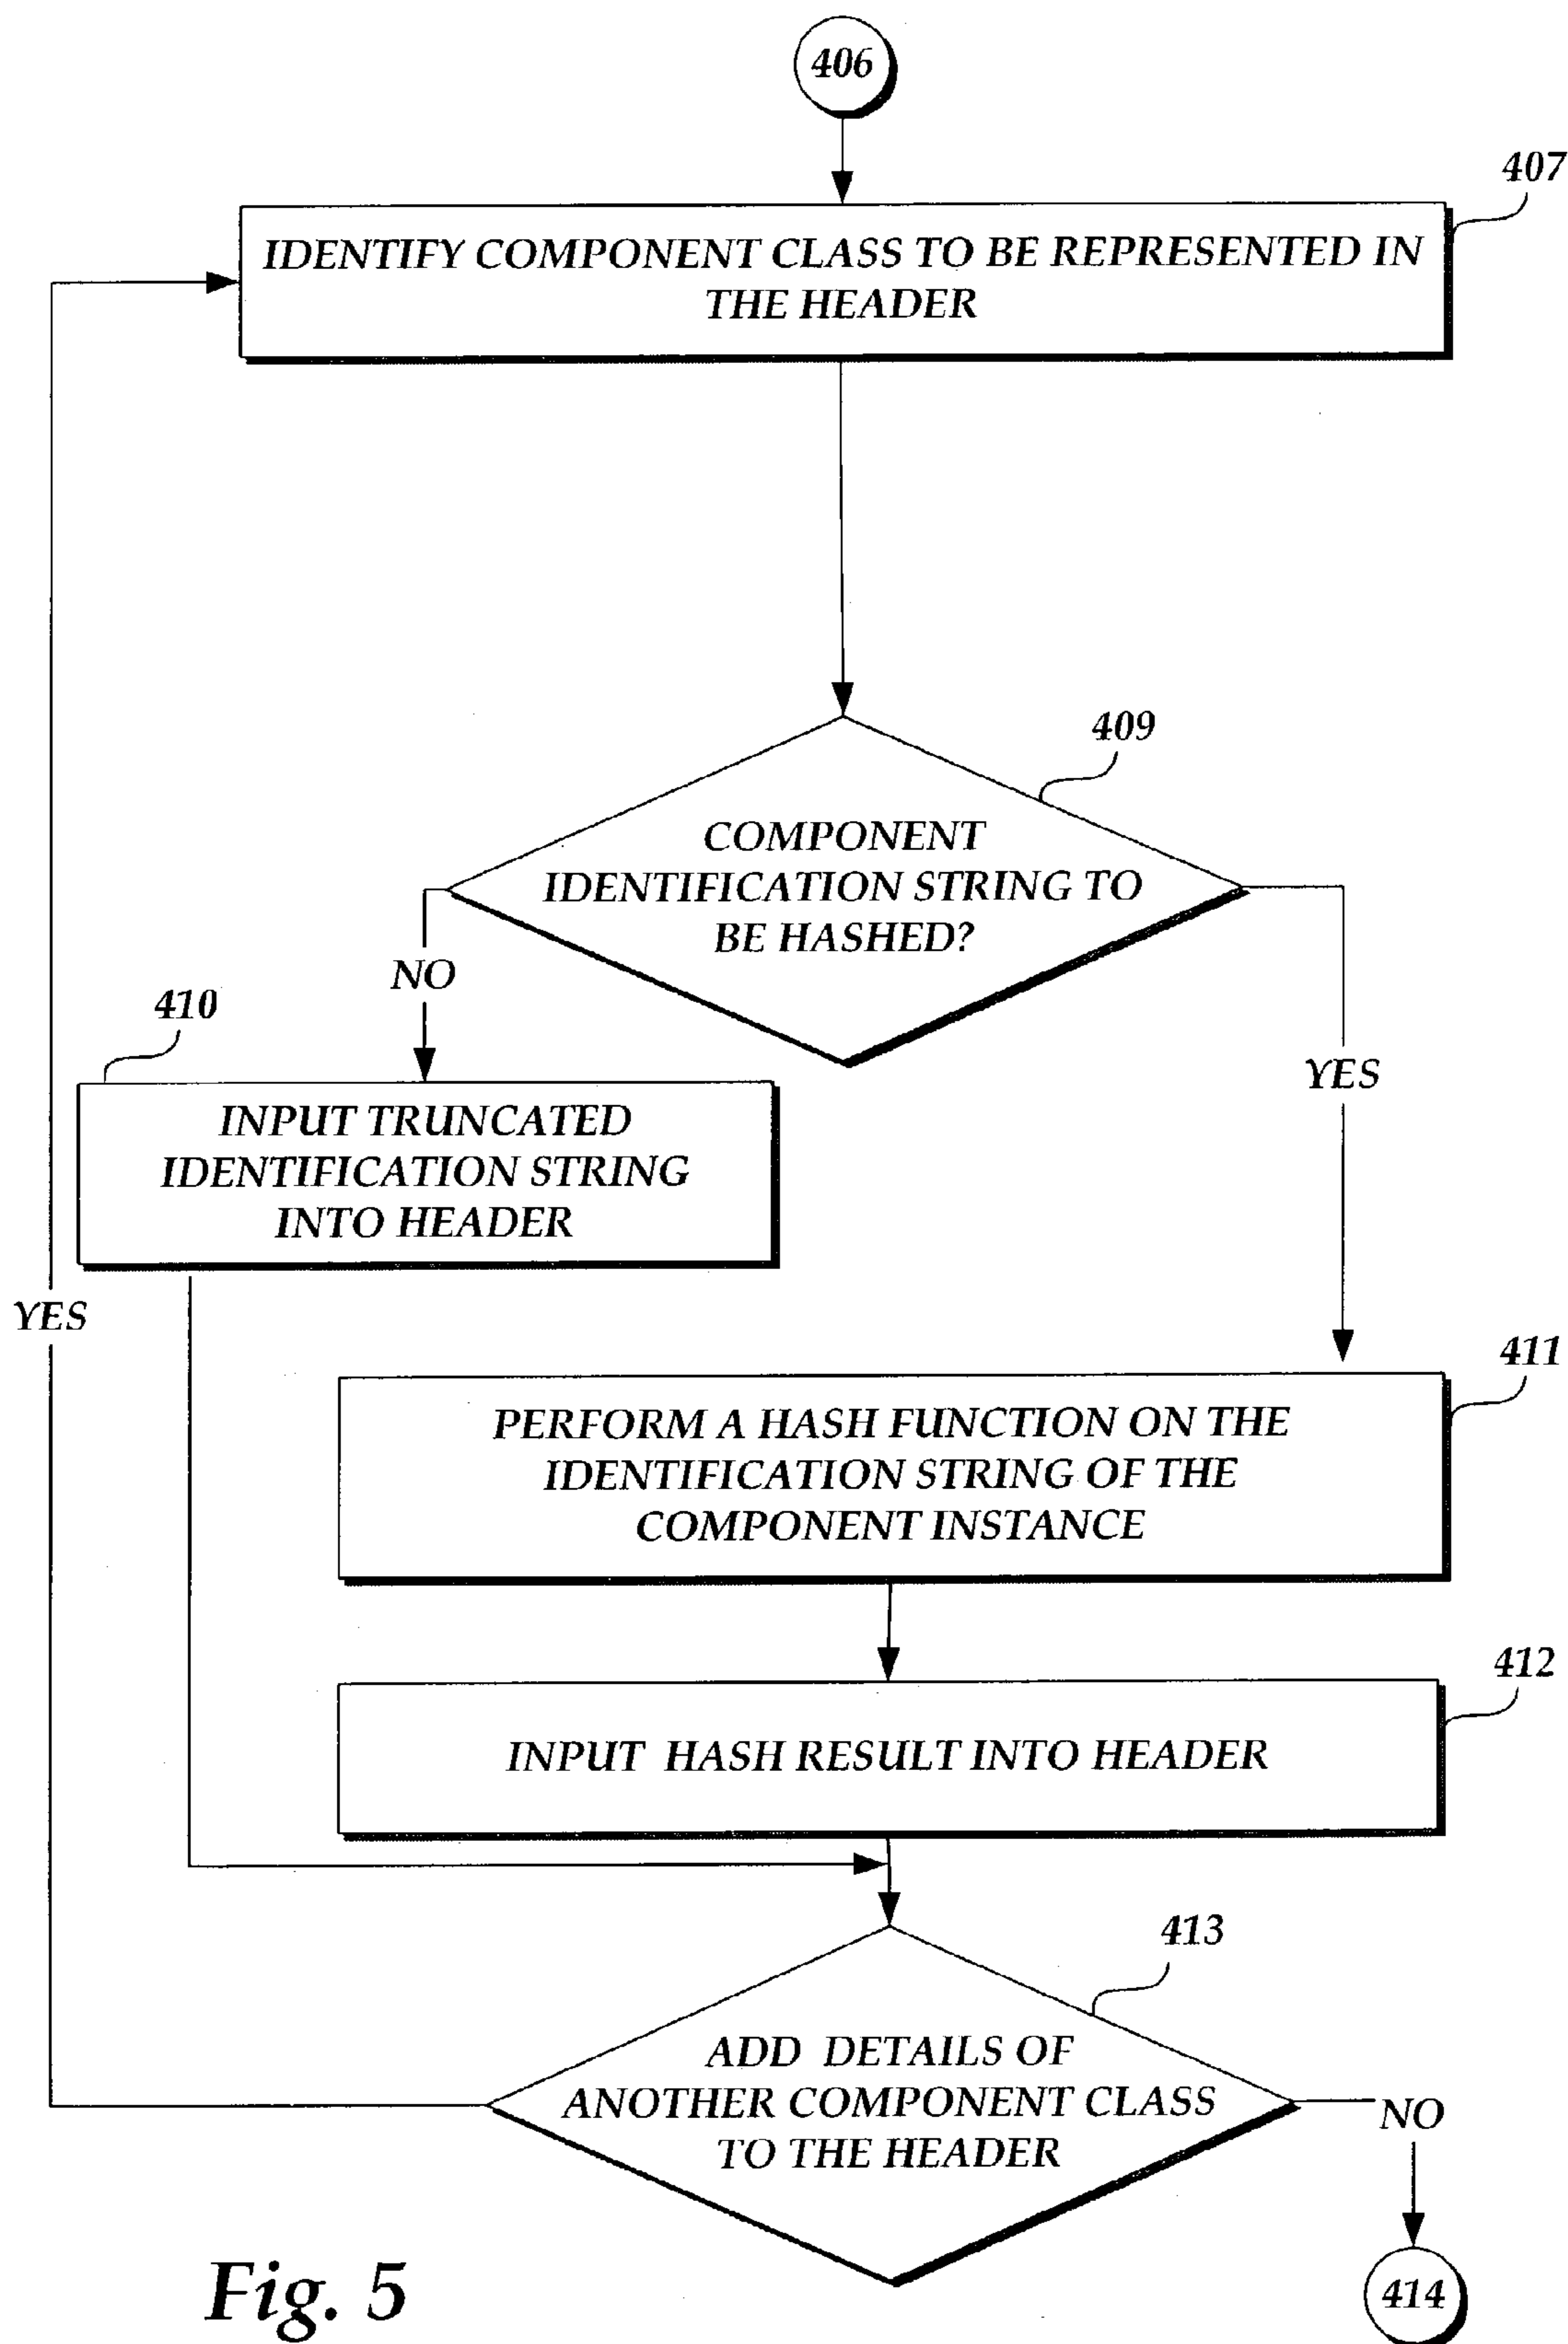 406
407
IDENTIFY COMPONENT CLASS TO BE REPRESENTED IN
THE HEADER
409
COMPONENT
IDENTIFICATION STRING TO
BE HASHED?
NO
YES
410
INPUT TRUNCATED
IDENTIFICATION STRING
INTO HEADER
YES
411
PERFORM A HASH FUNCTION ON THE
IDENTIFICATION STRING OF THE
COMPONENT INSTANCE
412
INPUT HASH RESULT INTO HEADER
413
ADD DETAILS OF
ANOTHER COMPONENT CLASS
TO THE HEADER
NO
414
Fig. 5